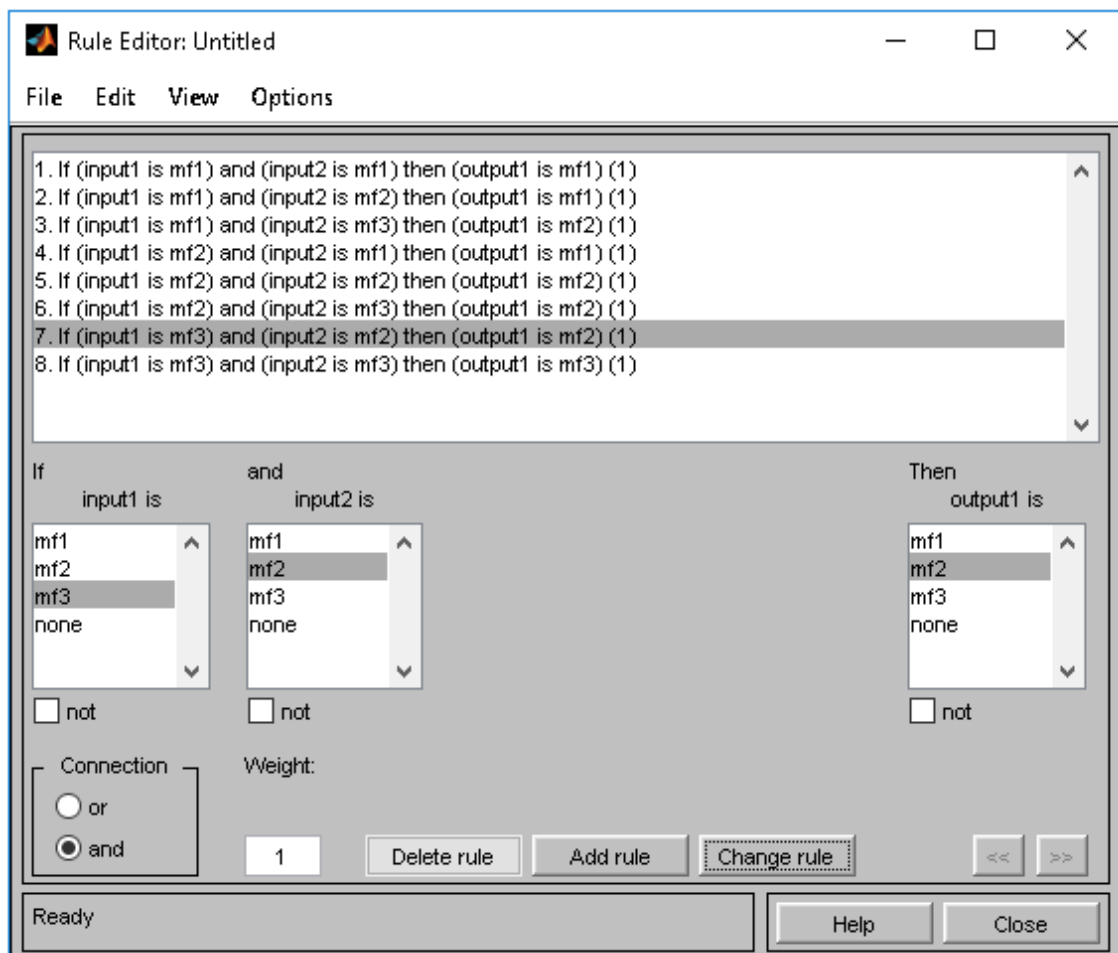 Rule Editor: Untitled
File Edit View Options
1. If (input1 is mf1) and (input2 is mf1) then (output1 is mf1) (1)
2. If (input1 is mf1) and (input2 is mf2) then (output1 is mf1) (1)
3. If (input1 is mf1) and (input2 is mf3) then (output1 is mf2) (1)
4. If (input1 is mf2) and (input2 is mf1) then (output1 is mf1) (1)
5. If (input1 is mf2) and (input2 is mf2) then (output1 is mf2) (1)
6. If (input1 is mf2) and (input2 is mf3) then (output1 is mf2) (1)
7. If (input1 is mf3) and (input2 is mf2) then (output1 is mf2) (1)
8. If (input1 is mf3) and (input2 is mf3) then (output1 is mf3) (1)
If
input1 is
mf1
mf2
mf3
none
not
and
input2 is
mf1
mf2
mf3
none
not
Then
output1 is
mf1
mf2
mf3
none
not
Connection
or
and
Weight:
1
Delete rule
Add rule
Change rule
<<
>>
Ready
Help
Close